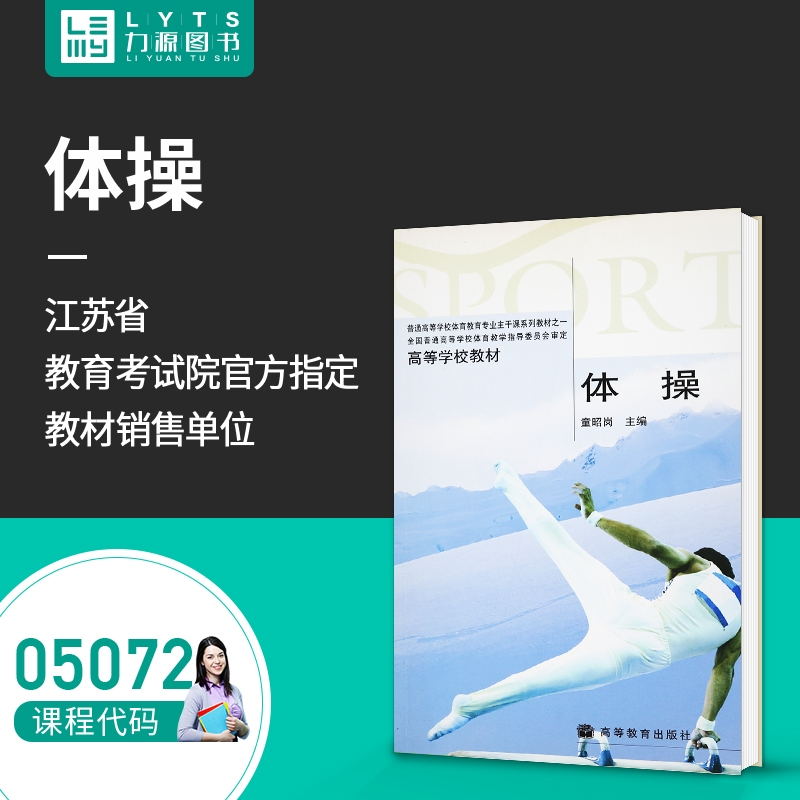 LYTS
力源图书
LI YUAN TU SHU
体操
江苏省
教育考试院官方指定
教材销售单位
SPORT
普通高等学校体育教育专业主干课系列教材之一
全国普通高等学校体育教学指导委员会审定
高等学校教材
体 操
童昭岗 主编
05072
课程代码
高等教育出版社